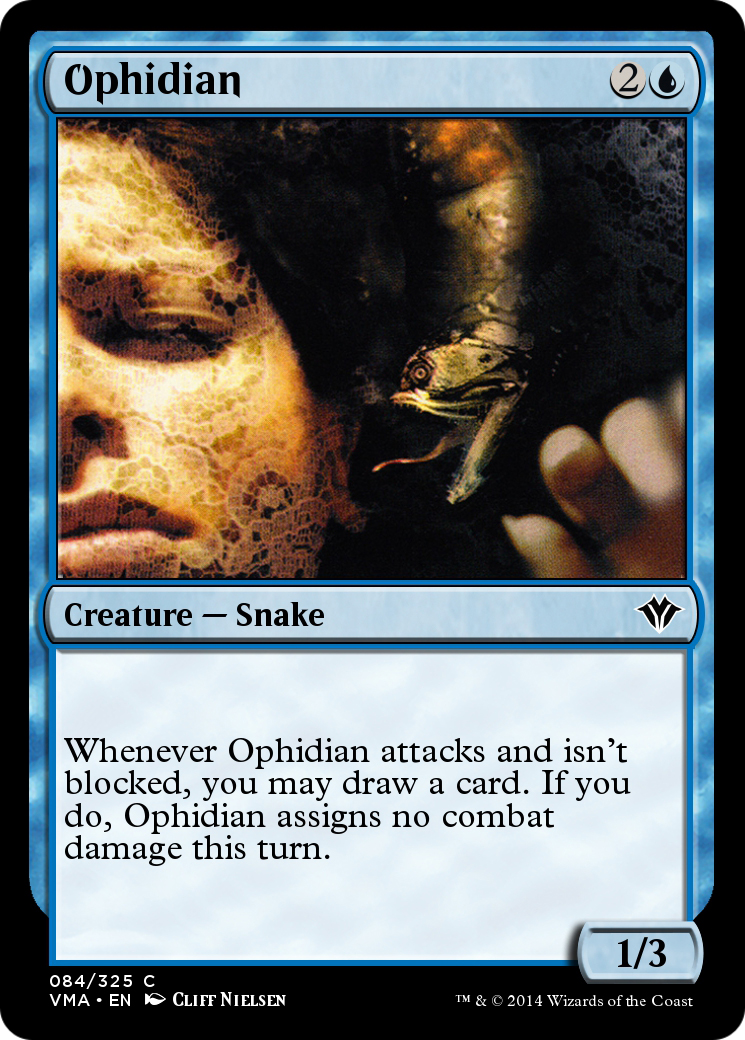 Ophidian 2
Creature — Snake
Whenever Ophidian attacks and isn't
blocked, you may draw a card. If you
do, Ophidian assigns no combat
damage this turn.
1/3
084/325 C
VMA • EN Cliff Nielsen
™ & © 2014 Wizards of the Coast